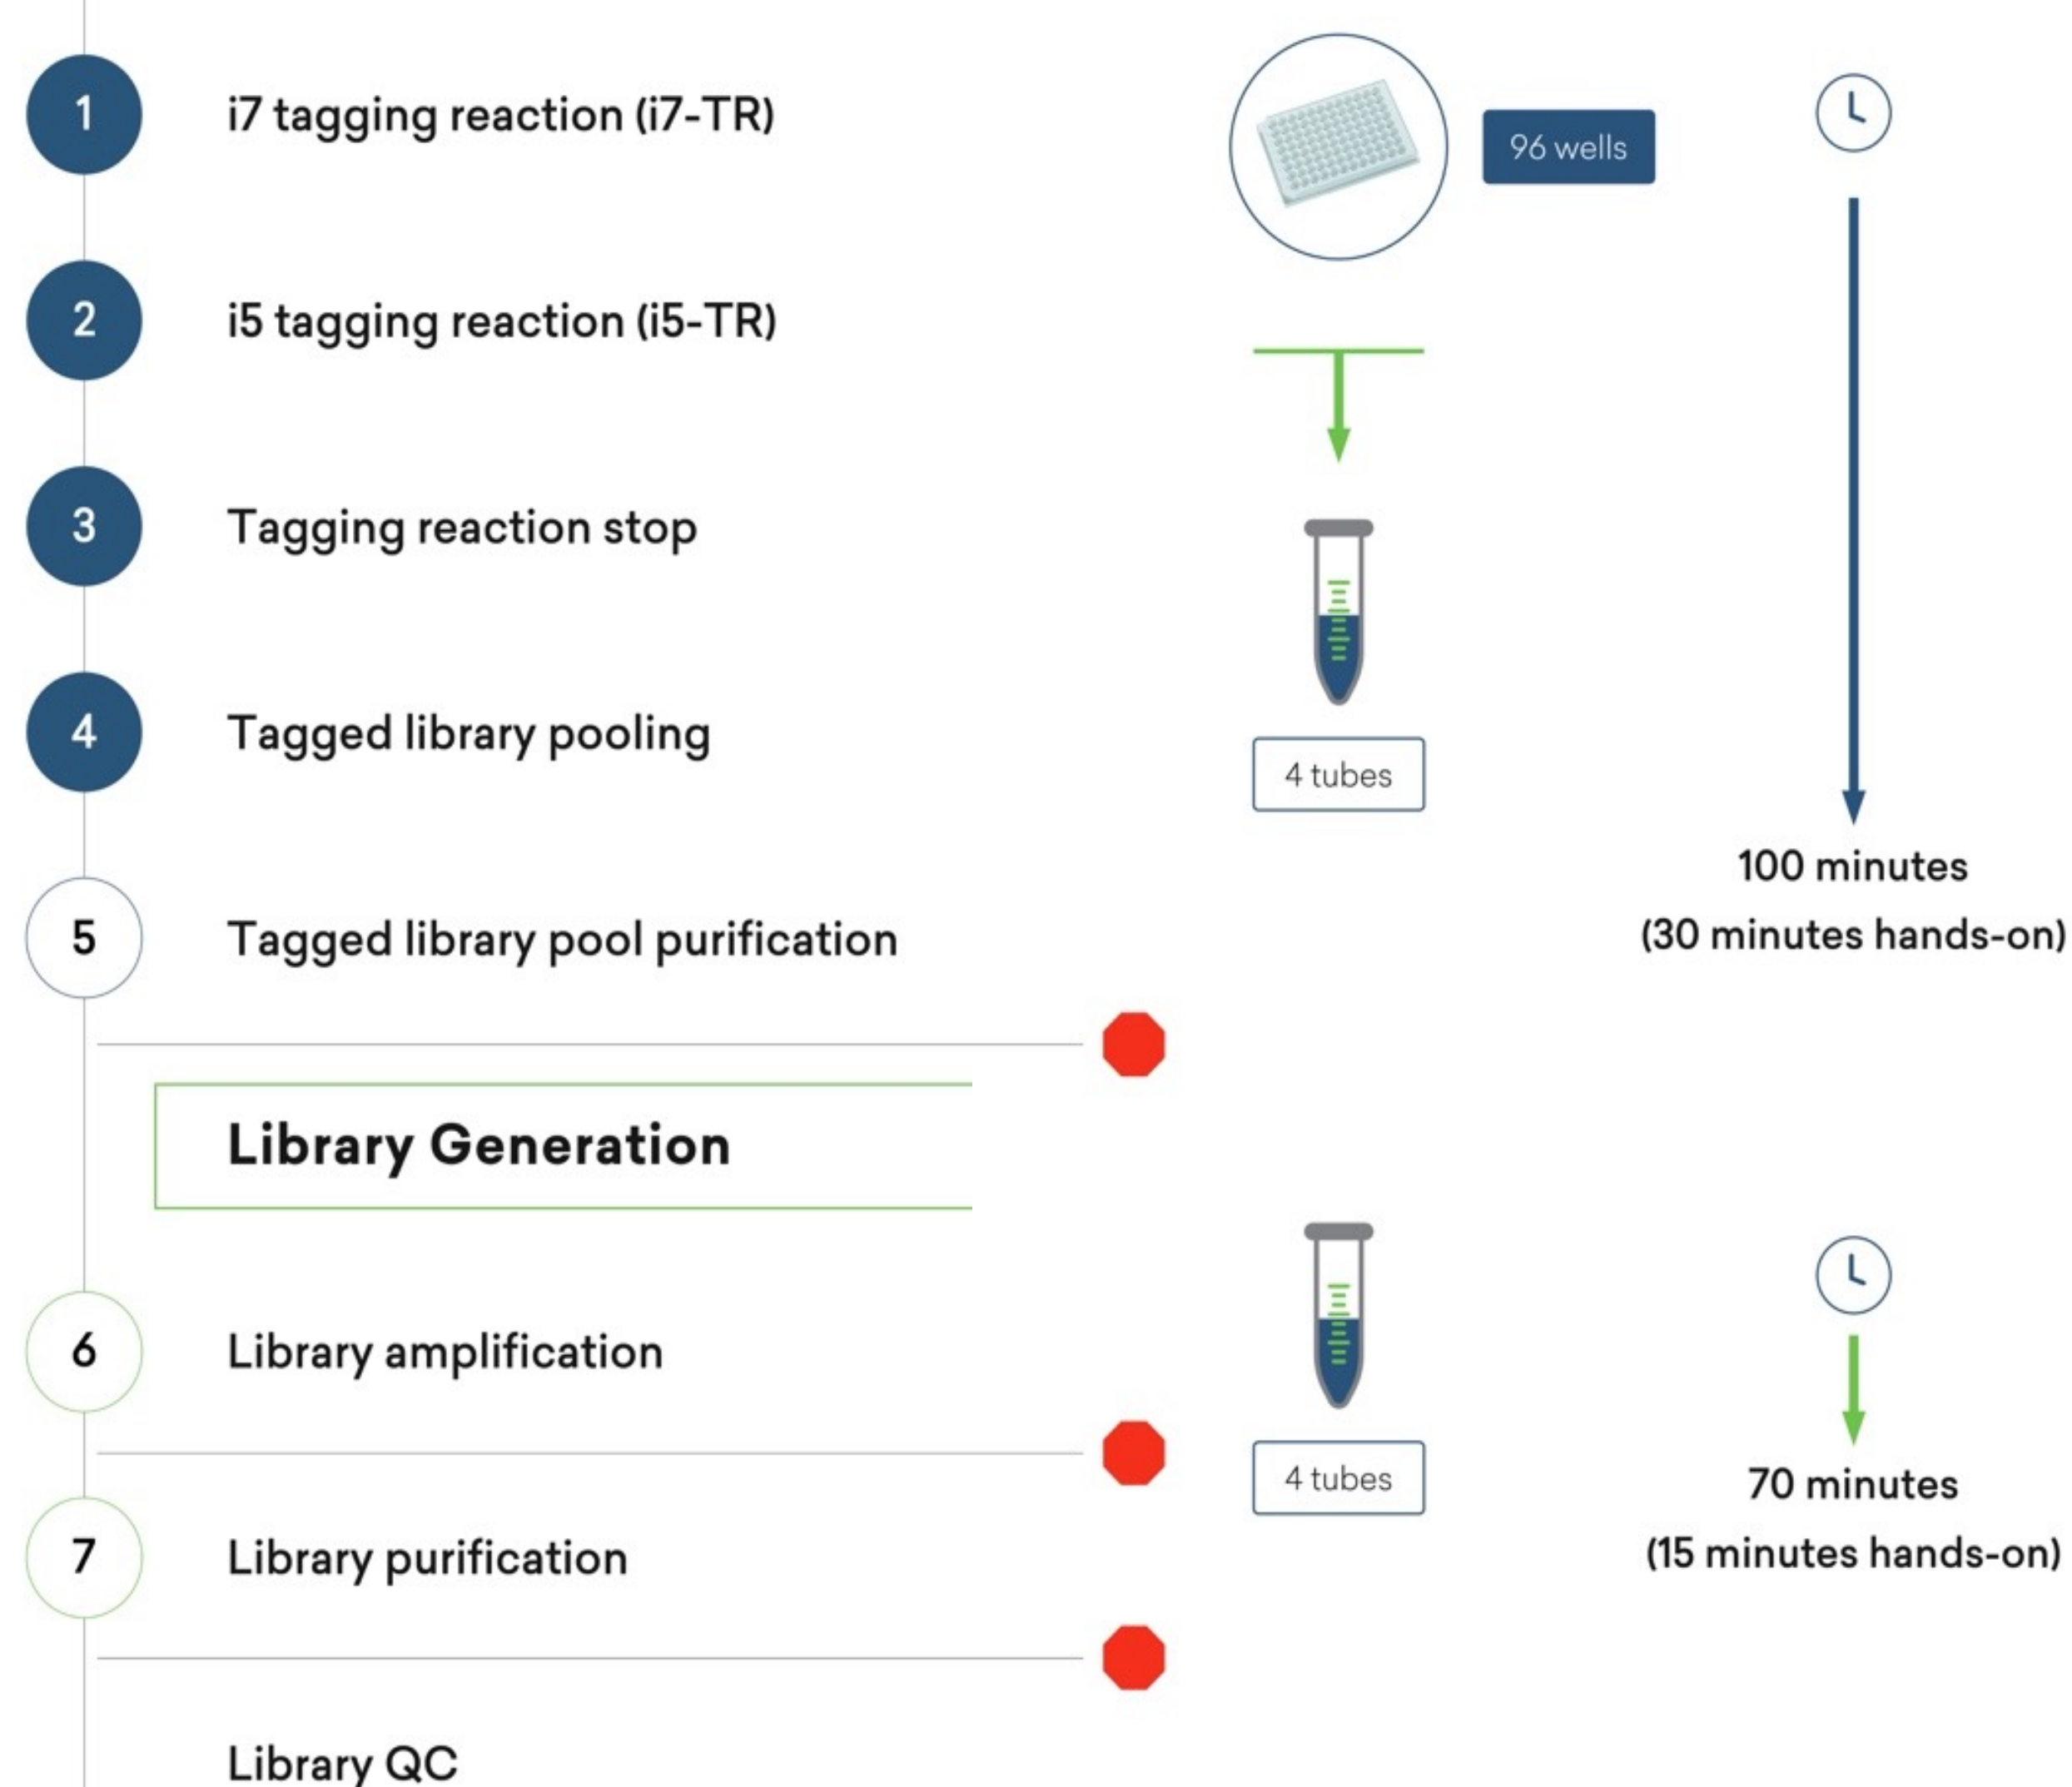 1
i7 tagging reaction (i7-TR)
96 wells
2
i5 tagging reaction (i5-TR)
3
Tagging reaction stop
4
Tagged library pooling
4 tubes
100 minutes
(30 minutes hands-on)
5
Tagged library pool purification
Library Generation
6
Library amplification
4 tubes
70 minutes
(15 minutes hands-on)
7
Library purification
Library QC